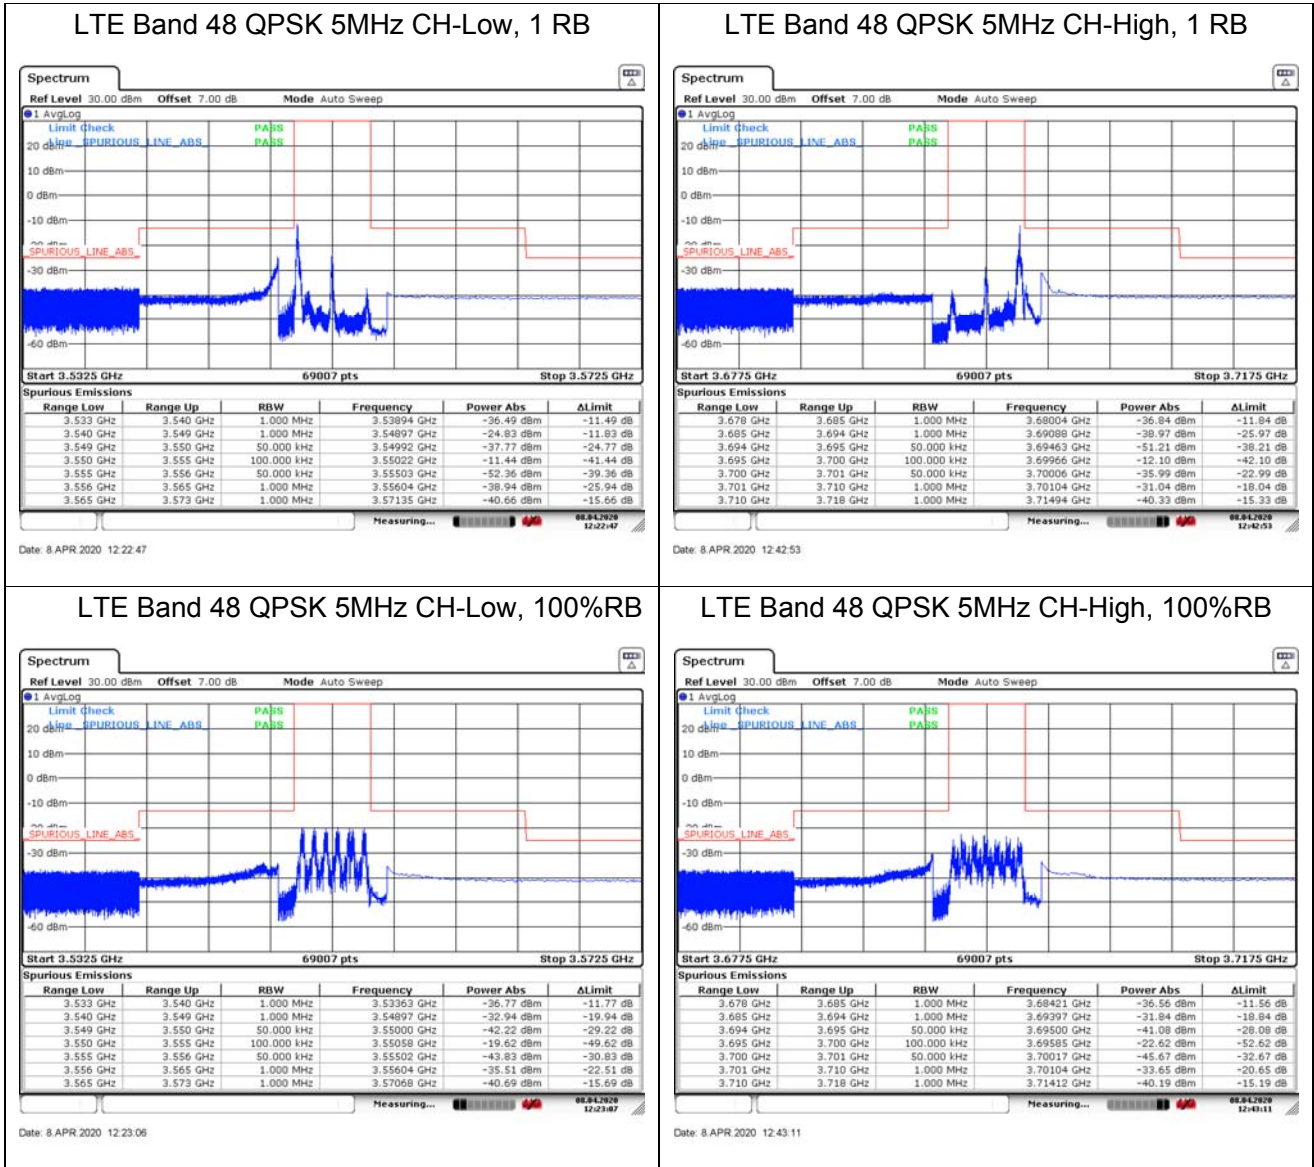 LTE Band 48 QPSK 5MHz CH-Low, 1 RB
Spectrum
Ref Level 30.00 dBm Offset 7.00 dB Mode Auto Sweep
1 AvgLog
Limit Check PASS
Line _SPURIOUS_LINE_ABS_ PASS
20 dBm
10 dBm
0 dBm
-10 dBm
-20 dBm
_SPURIOUS_LINE_ABS_
-30 dBm
-60 dBm
Start 3.5325 GHz 69007 pts Stop 3.5725 GHz
Spurious Emissions
Range Low Range Up RBW Frequency Power Abs ΔLimit
3.533 GHz 3.540 GHz 1.000 MHz 3.53894 GHz -36.49 dBm -11.49 dB
3.540 GHz 3.549 GHz 1.000 MHz 3.54897 GHz -24.83 dBm -11.83 dB
3.549 GHz 3.550 GHz 50.000 kHz 3.54992 GHz -37.77 dBm -24.77 dB
3.550 GHz 3.555 GHz 100.000 kHz 3.55022 GHz -11.44 dBm -41.44 dB
3.555 GHz 3.556 GHz 50.000 kHz 3.55503 GHz -52.36 dBm -39.36 dB
3.556 GHz 3.565 GHz 1.000 MHz 3.55604 GHz -38.94 dBm -25.94 dB
3.565 GHz 3.573 GHz 1.000 MHz 3.57135 GHz -40.66 dBm -15.66 dB
Measuring... 08.04.2020
12:22:47
Date: 8.APR.2020 12:22:47
LTE Band 48 QPSK 5MHz CH-High, 1 RB
Spectrum
Ref Level 30.00 dBm Offset 7.00 dB Mode Auto Sweep
1 AvgLog
Limit Check PASS
Line _SPURIOUS_LINE_ABS_ PASS
20 dBm
10 dBm
0 dBm
-10 dBm
-20 dBm
_SPURIOUS_LINE_ABS_
-30 dBm
-60 dBm
Start 3.6775 GHz 69007 pts Stop 3.7175 GHz
Spurious Emissions
Range Low Range Up RBW Frequency Power Abs ΔLimit
3.678 GHz 3.685 GHz 1.000 MHz 3.68004 GHz -36.84 dBm -11.84 dB
3.685 GHz 3.694 GHz 1.000 MHz 3.69088 GHz -38.97 dBm -25.97 dB
3.694 GHz 3.695 GHz 50.000 kHz 3.69463 GHz -51.21 dBm -38.21 dB
3.695 GHz 3.700 GHz 100.000 kHz 3.69966 GHz -12.10 dBm -42.10 dB
3.700 GHz 3.701 GHz 50.000 kHz 3.70006 GHz -35.99 dBm -22.99 dB
3.701 GHz 3.710 GHz 1.000 MHz 3.70104 GHz -31.04 dBm -18.04 dB
3.710 GHz 3.718 GHz 1.000 MHz 3.71494 GHz -40.33 dBm -15.33 dB
Measuring... 08.04.2020
12:42:53
Date: 8.APR.2020 12:42:53
LTE Band 48 QPSK 5MHz CH-Low, 100%RB
Spectrum
Ref Level 30.00 dBm Offset 7.00 dB Mode Auto Sweep
1 AvgLog
Limit Check PASS
Line _SPURIOUS_LINE_ABS_ PASS
20 dBm
10 dBm
0 dBm
-10 dBm
-20 dBm
_SPURIOUS_LINE_ABS_
-30 dBm
-60 dBm
Start 3.5325 GHz 69007 pts Stop 3.5725 GHz
Spurious Emissions
Range Low Range Up RBW Frequency Power Abs ΔLimit
3.533 GHz 3.540 GHz 1.000 MHz 3.53363 GHz -36.77 dBm -11.77 dB
3.540 GHz 3.549 GHz 1.000 MHz 3.54897 GHz -32.94 dBm -19.94 dB
3.549 GHz 3.550 GHz 50.000 kHz 3.55000 GHz -42.22 dBm -29.22 dB
3.550 GHz 3.555 GHz 100.000 kHz 3.55058 GHz -19.62 dBm -49.62 dB
3.555 GHz 3.556 GHz 50.000 kHz 3.55502 GHz -43.83 dBm -30.83 dB
3.556 GHz 3.565 GHz 1.000 MHz 3.55604 GHz -35.51 dBm -22.51 dB
3.565 GHz 3.573 GHz 1.000 MHz 3.57068 GHz -40.69 dBm -15.69 dB
Measuring... 08.04.2020
12:23:07
Date: 8.APR.2020 12:23:06
LTE Band 48 QPSK 5MHz CH-High, 100%RB
Spectrum
Ref Level 30.00 dBm Offset 7.00 dB Mode Auto Sweep
1 AvgLog
Limit Check PASS
Line _SPURIOUS_LINE_ABS_ PASS
20 dBm
10 dBm
0 dBm
-10 dBm
-20 dBm
_SPURIOUS_LINE_ABS_
-30 dBm
-60 dBm
Start 3.6775 GHz 69007 pts Stop 3.7175 GHz
Spurious Emissions
Range Low Range Up RBW Frequency Power Abs ΔLimit
3.678 GHz 3.685 GHz 1.000 MHz 3.68421 GHz -36.56 dBm -11.56 dB
3.685 GHz 3.694 GHz 1.000 MHz 3.69397 GHz -31.84 dBm -18.84 dB
3.694 GHz 3.695 GHz 50.000 kHz 3.69500 GHz -41.08 dBm -28.08 dB
3.695 GHz 3.700 GHz 100.000 kHz 3.69585 GHz -22.62 dBm -52.62 dB
3.700 GHz 3.701 GHz 50.000 kHz 3.70017 GHz -45.67 dBm -32.67 dB
3.701 GHz 3.710 GHz 1.000 MHz 3.70104 GHz -33.65 dBm -20.65 dB
3.710 GHz 3.718 GHz 1.000 MHz 3.71412 GHz -40.19 dBm -15.19 dB
Measuring... 08.04.2020
12:43:11
Date: 8.APR.2020 12:43:11